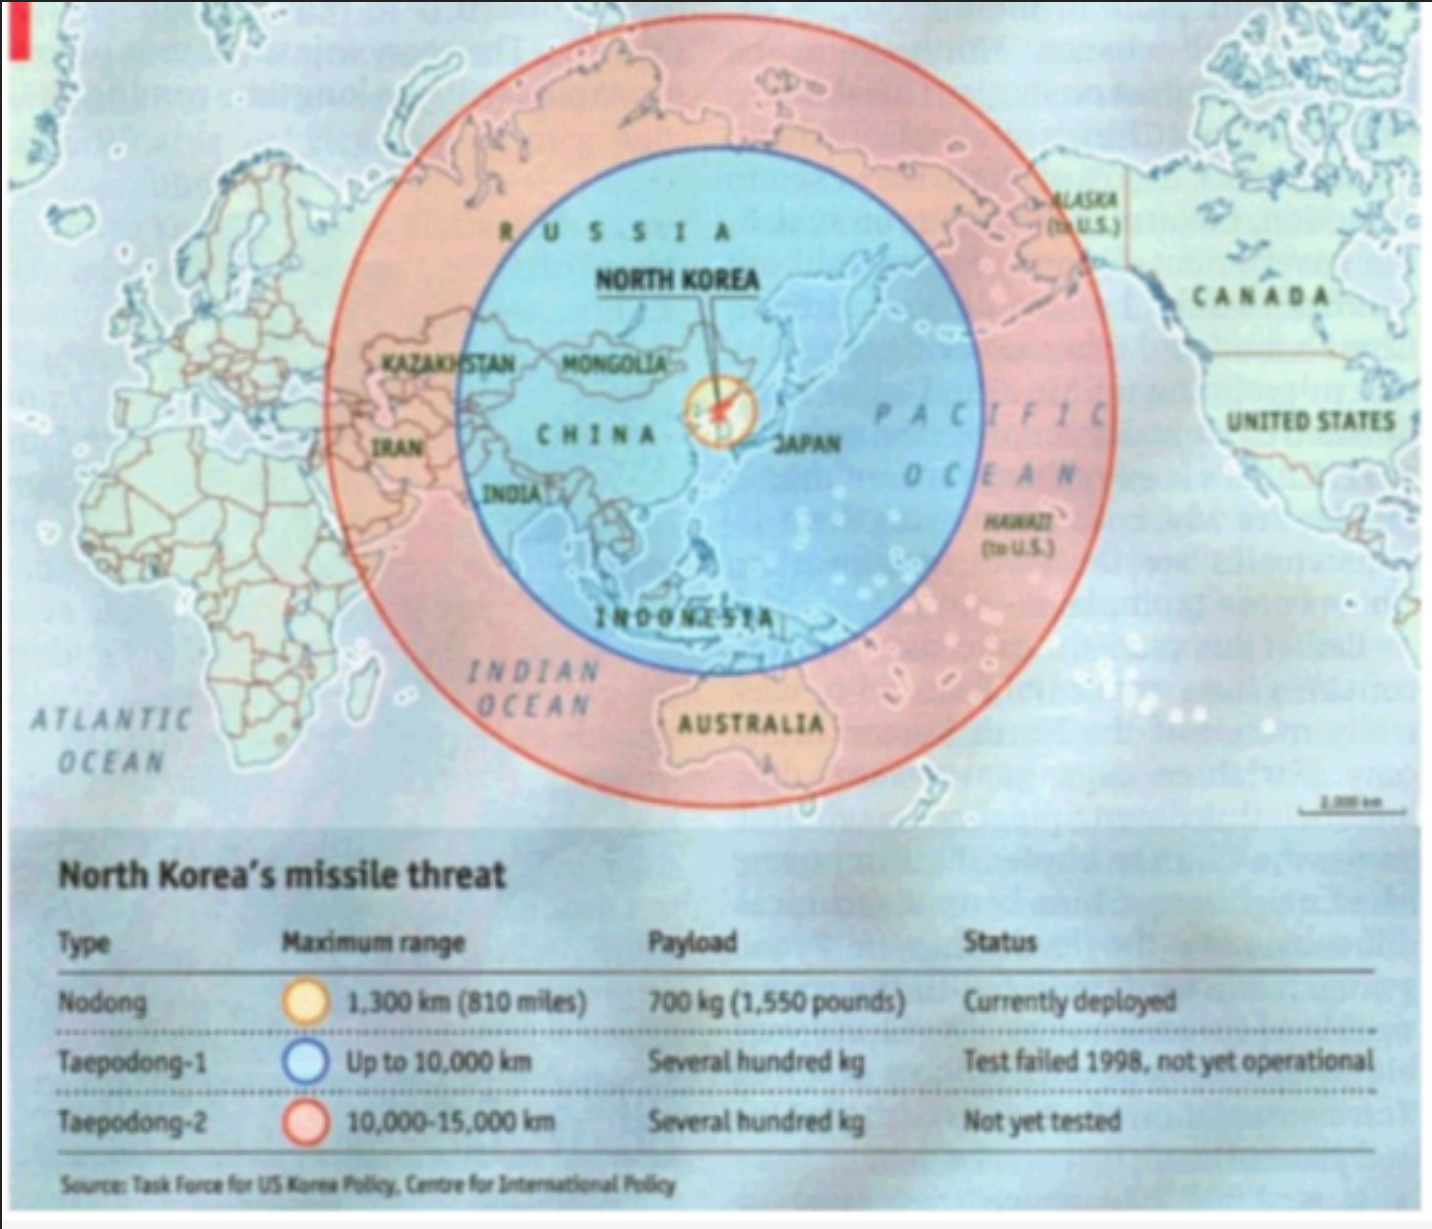 RUSSIA
ALASKA
(to U.S.)
NORTH KOREA
CANADA
KAZAKHSTAN
MONGOLIA
PACIFIC
OCEAN
UNITED STATES
CHINA
IRAN
JAPAN
INDIA
HAWAII
(to U.S.)
INDONESIA
INDIAN
OCEAN
ATLANTIC
OCEAN
AUSTRALIA
2,000 km
North Korea's missile threat
Type Maximum range Payload Status
Nodong 1,300 km (810 miles) 700 kg (1,550 pounds) Currently deployed
Taepodong-1 Up to 10,000 km Several hundred kg Test failed 1998, not yet operational
Taepodong-2 10,000-15,000 km Several hundred kg Not yet tested
Source: Task Force for US Korea Policy, Centre for International Policy